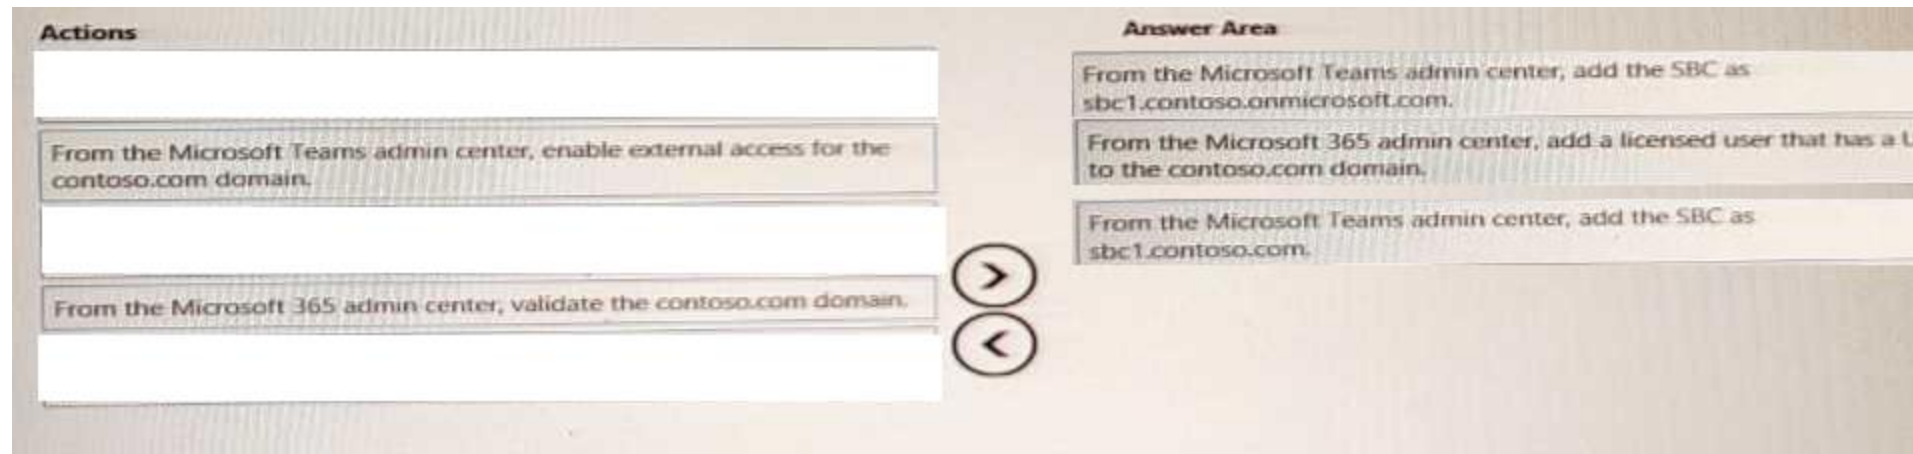 Actions
From the Microsoft Teams admin center, enable external access for the
contoso.com domain.
From the Microsoft 365 admin center, validate the contoso.com domain.
Answer Area
From the Microsoft Teams admin center, add the SBC as
sbc1.contoso.onmicrosoft.com.
From the Microsoft 365 admin center, add a licensed user that has a
to the contoso.com domain.
From the Microsoft Teams admin center, add the SBC as
sbc1.contoso.com.